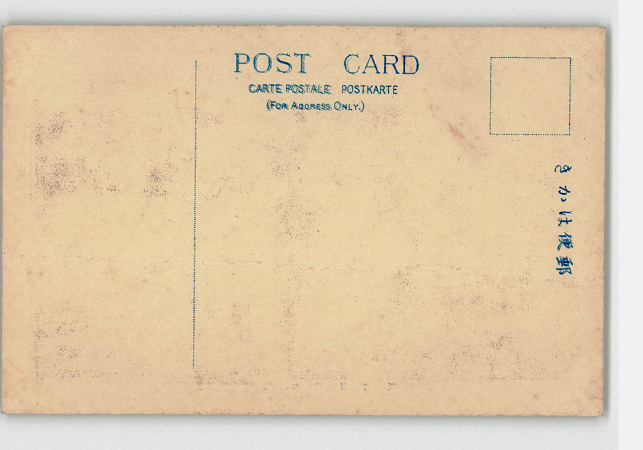 POST CARD
CARTE POSTALE POSTKARTE
(FOR ADDRESS ONLY.)
きかは便郵